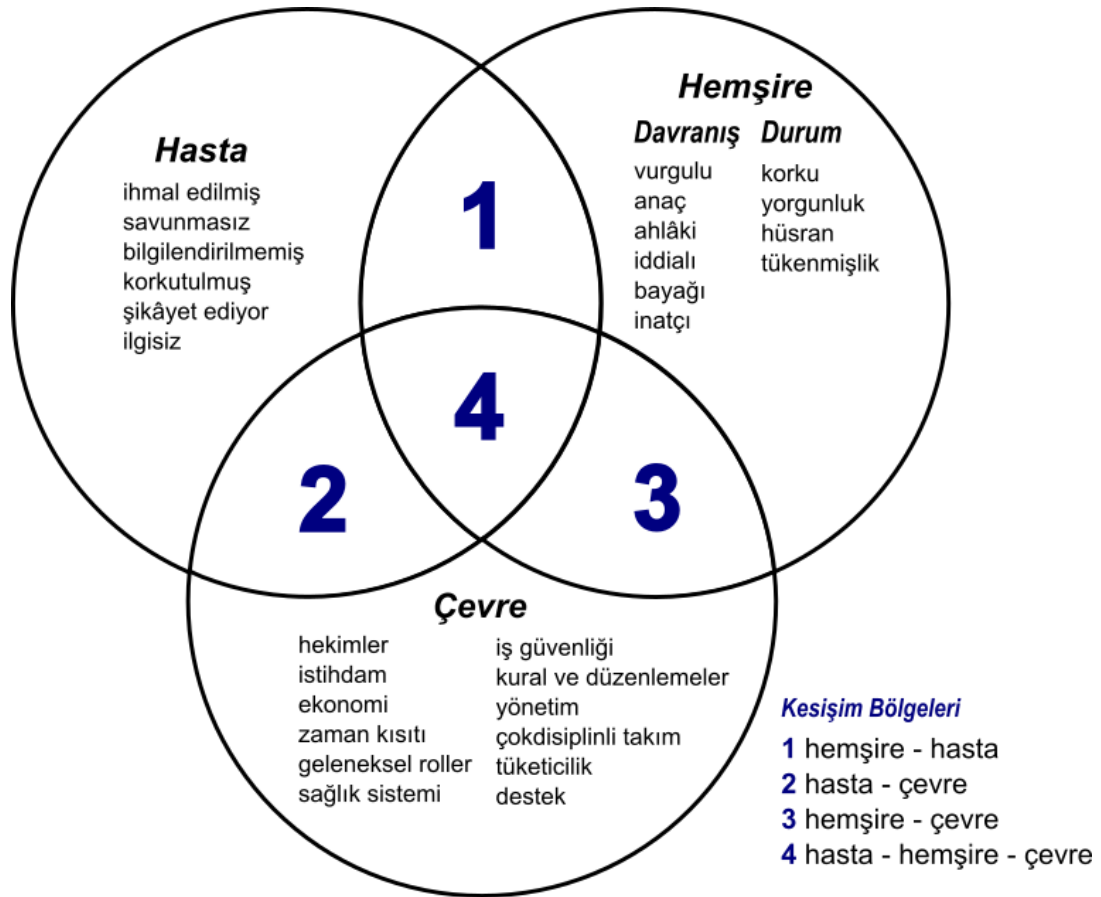 Hasta
ihmal edilmiş
savunmasız
bilgilendirilmemiş
korkutulmuş
şikâyet ediyor
ilgisiz
Hemşire
Davranış
vurgulu
anaç
ahlâki
iddialı
bayağı
inatçı
Durum
korku
yorgunluk
hüsran
tükenmişlik
1
4
2
3
Çevre
hekimler
istihdam
ekonomi
zaman kısıtı
geleneksel roller
sağlık sistemi
iş güvenliği
kural ve düzenlemeler
yönetim
çokdisiplinli takım
tüketicilik
destek
Kesişim Bölgeleri
1 hemşire - hasta
2 hasta - çevre
3 hemşire - çevre
4 hasta - hemşire - çevre